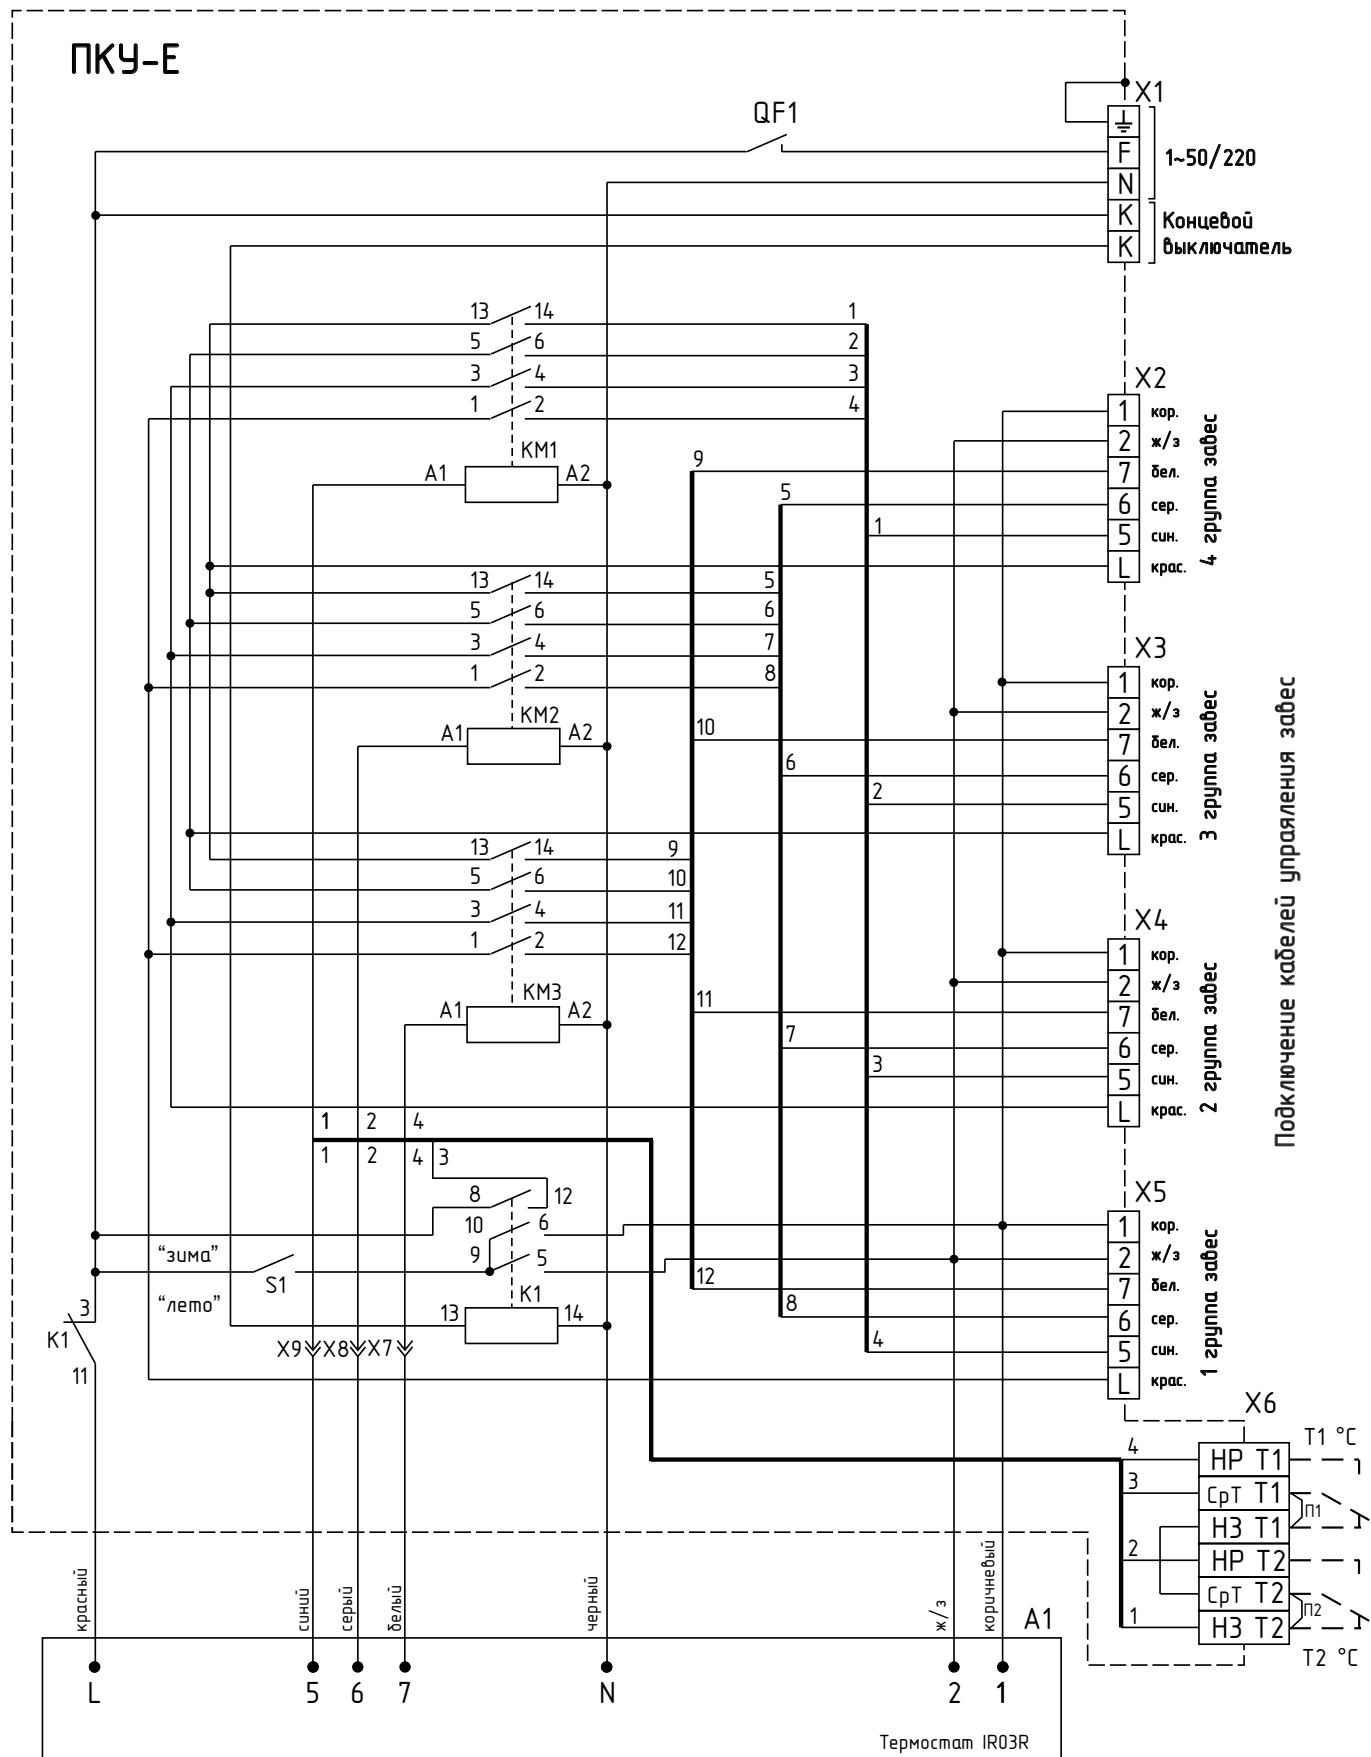 ПКУ-Е
X1
QF1
F
1~50/220
N
K
Концевой
K
выключатель
13 14 1
5 6 2
3 4 3
1 2 4
KM1
A1 A2
X2
1 кор.
2 ж/з
7 бел.
6 сер.
5 син.
L крас.
4 группа завес
9
5
1
13 14 5
5 6 6
3 4 7
1 2 8
KM2
A1 A2
X3
1 кор.
2 ж/з
7 бел.
6 сер.
5 син.
L крас.
3 группа завес
10
6
2
Подключение кабелей упраяления завес
13 14 9
5 6 10
3 4 11
1 2 12
KM3
A1 A2
X4
1 кор.
2 ж/з
7 бел.
6 сер.
5 син.
L крас.
2 группа завес
11
7
3
1 2 4
1 2 4 3
8 12
10 6
9 5
"зима"
S1
"лето"
K1
13 14
3
K1
11
X9 X8 X7
X5
1 кор.
2 ж/з
7 бел.
6 сер.
5 син.
L крас.
1 группа завес
12
8
4
X6
T1 °C
4 НР T1
3 СрТ T1
П1
НЗ T1
2 НР T2
СрТ T2
П2
1 НЗ T2
T2 °C
красный
синий
серый
белый
черный
ж/з
коричневый
A1
L 5 6 7 N 2 1
Термостат IR03R